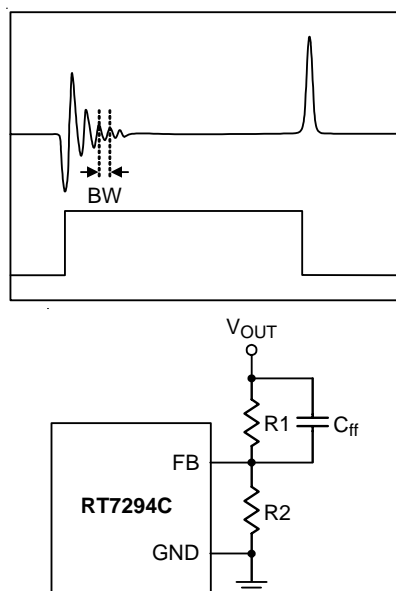 BW
VOUT
R1
Cff
FB
RT7294C
R2
GND